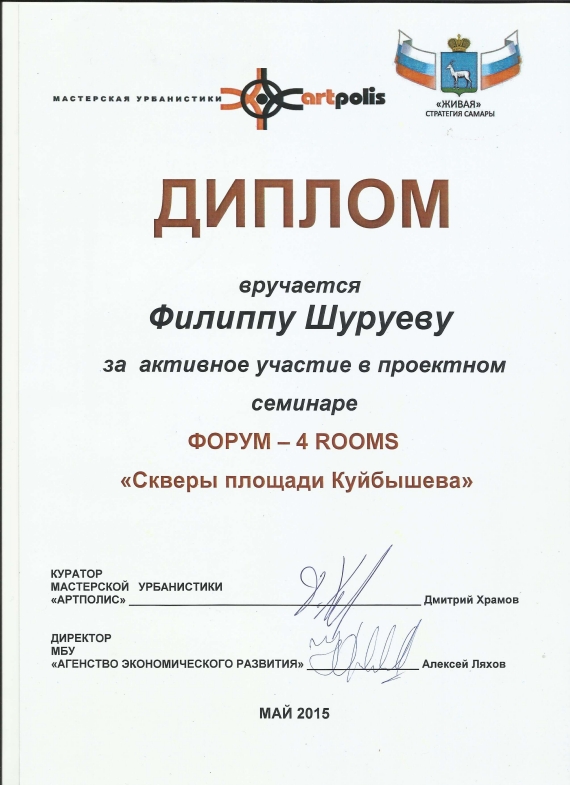 МАСТЕРСКАЯ УРБАНИСТИКИ artpolis
«ЖИВАЯ»
СТРАТЕГИЯ САМАРЫ
ДИПЛОМ
вручается
Филиппу Шуруеву
за активное участие в проектном
семинаре
ФОРУМ – 4 ROOMS
«Скверы площади Куйбышева»
КУРАТОР
МАСТЕРСКОЙ УРБАНИСТИКИ
«АРТПОЛИС» Дмитрий Храмов
ДИРЕКТОР
МБУ
«АГЕНСТВО ЭКОНОМИЧЕСКОГО РАЗВИТИЯ» Алексей Ляхов
МАЙ 2015